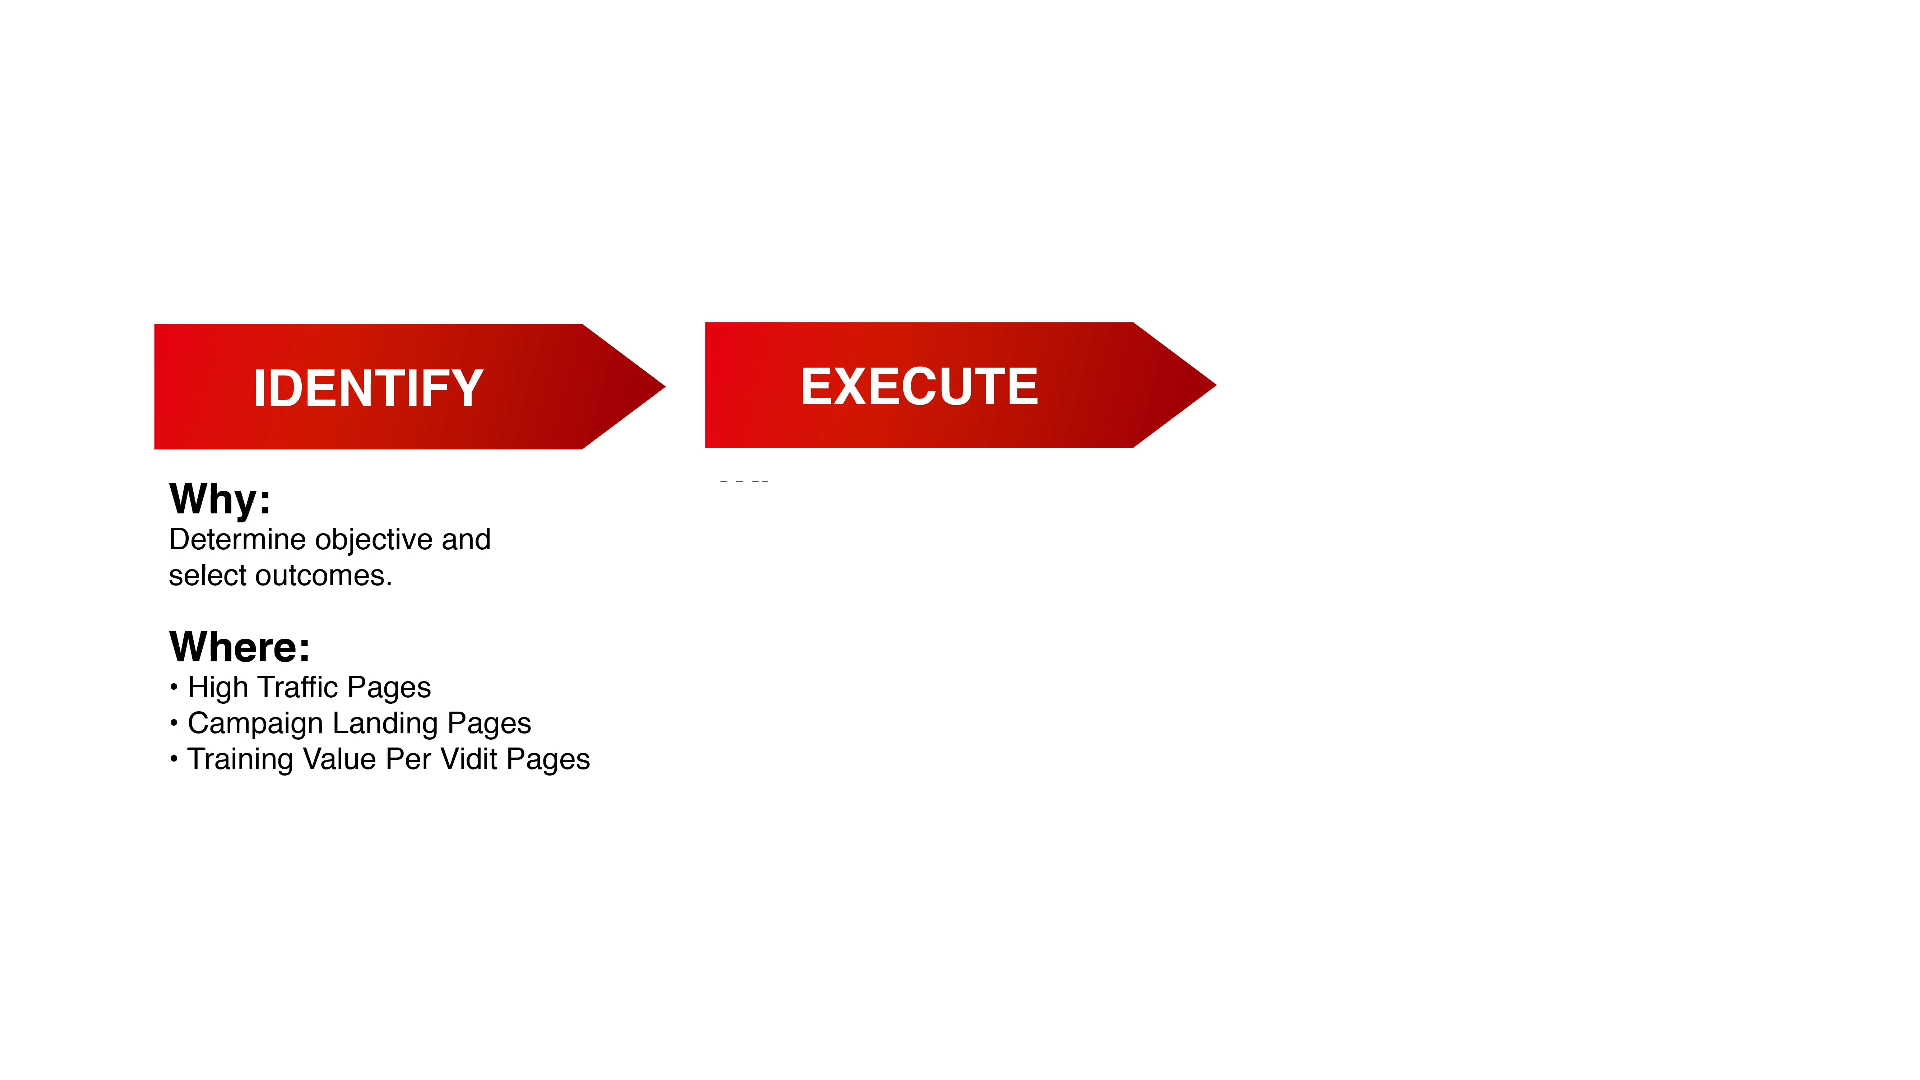 IDENTIFY
EXECUTE
Why:
Determine objective and
select outcomes.
Where:
• High Traffic Pages
• Campaign Landing Pages
• Training Value Per Vidit Pages